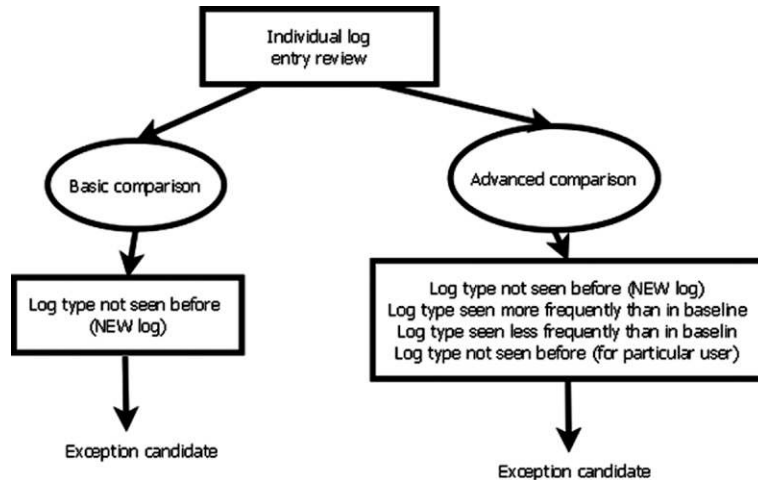 Individual log
entry review
Basic comparison
Advanced comparison
Log type not seen before
(NEW log)
Log type not seen before (NEW log)
Log type seen more frequently than in baseline
Log type seen less frequently than in baselin
Log type not seen before (for particular user)
Exception candidate
Exception candidate